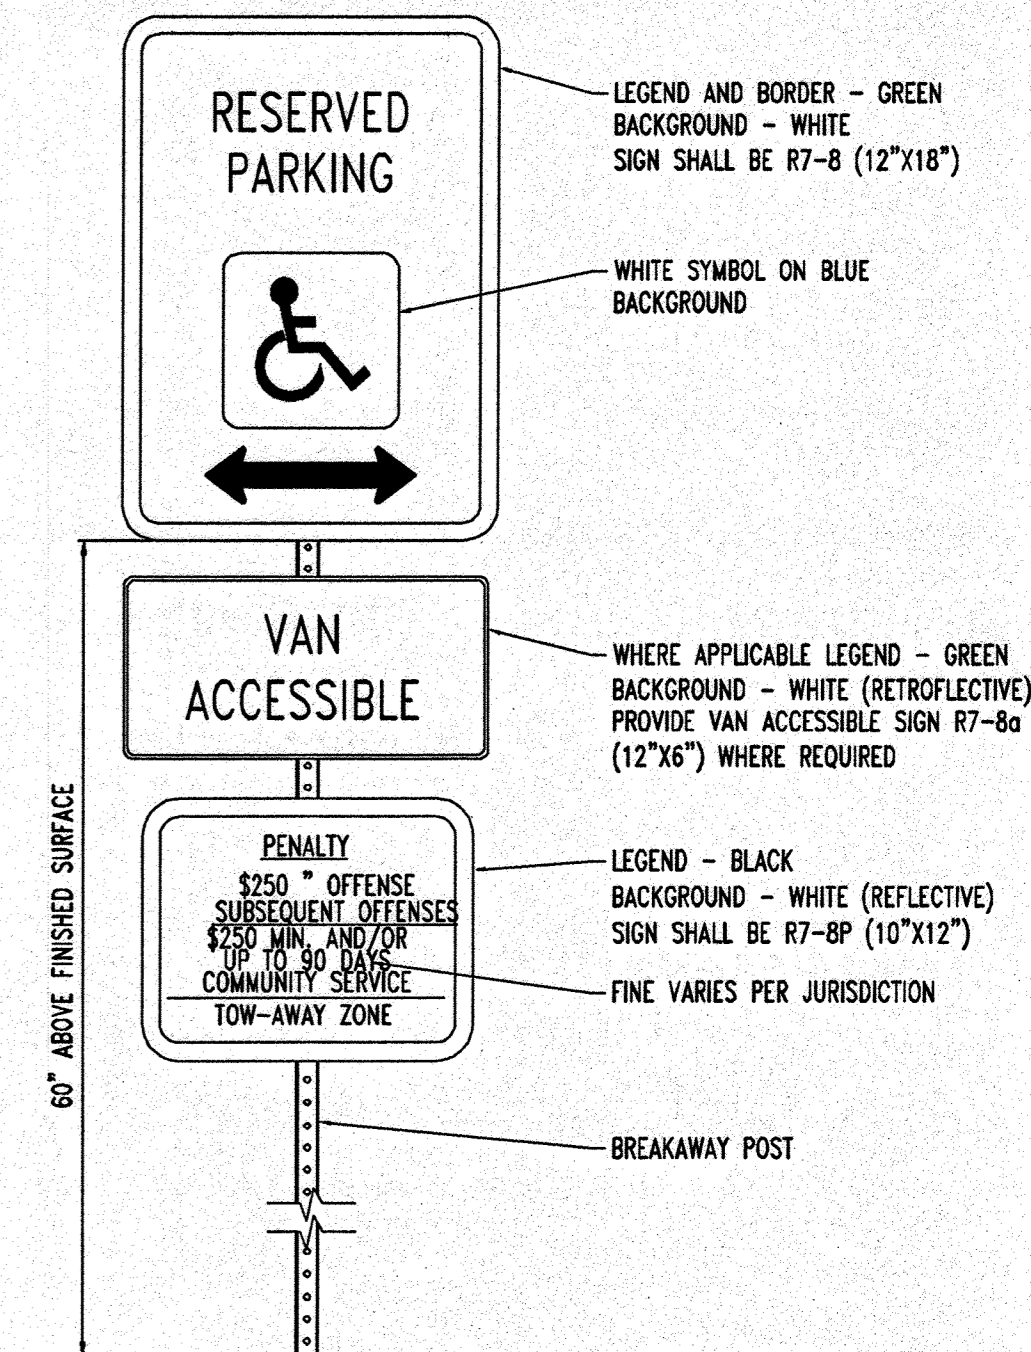 RESERVED
PARKING
LEGEND AND BORDER - GREEN
BACKGROUND - WHITE
SIGN SHALL BE R7-8 (12"X18")
WHITE SYMBOL ON BLUE
BACKGROUND
VAN
ACCESSIBLE
WHERE APPLICABLE LEGEND - GREEN
BACKGROUND - WHITE (RETROFLECTIVE)
PROVIDE VAN ACCESSIBLE SIGN R7-8a
(12"X6") WHERE REQUIRED
PENALTY
$250 " OFFENSE
SUBSEQUENT OFFENSES
$250 MIN. AND/OR
UP TO 90 DAYS
COMMUNITY SERVICE
TOW-AWAY ZONE
LEGEND - BLACK
BACKGROUND - WHITE (REFLECTIVE)
SIGN SHALL BE R7-8P (10"X12")
FINE VARIES PER JURISDICTION
BREAKAWAY POST
60" ABOVE FINISHED SURFACE